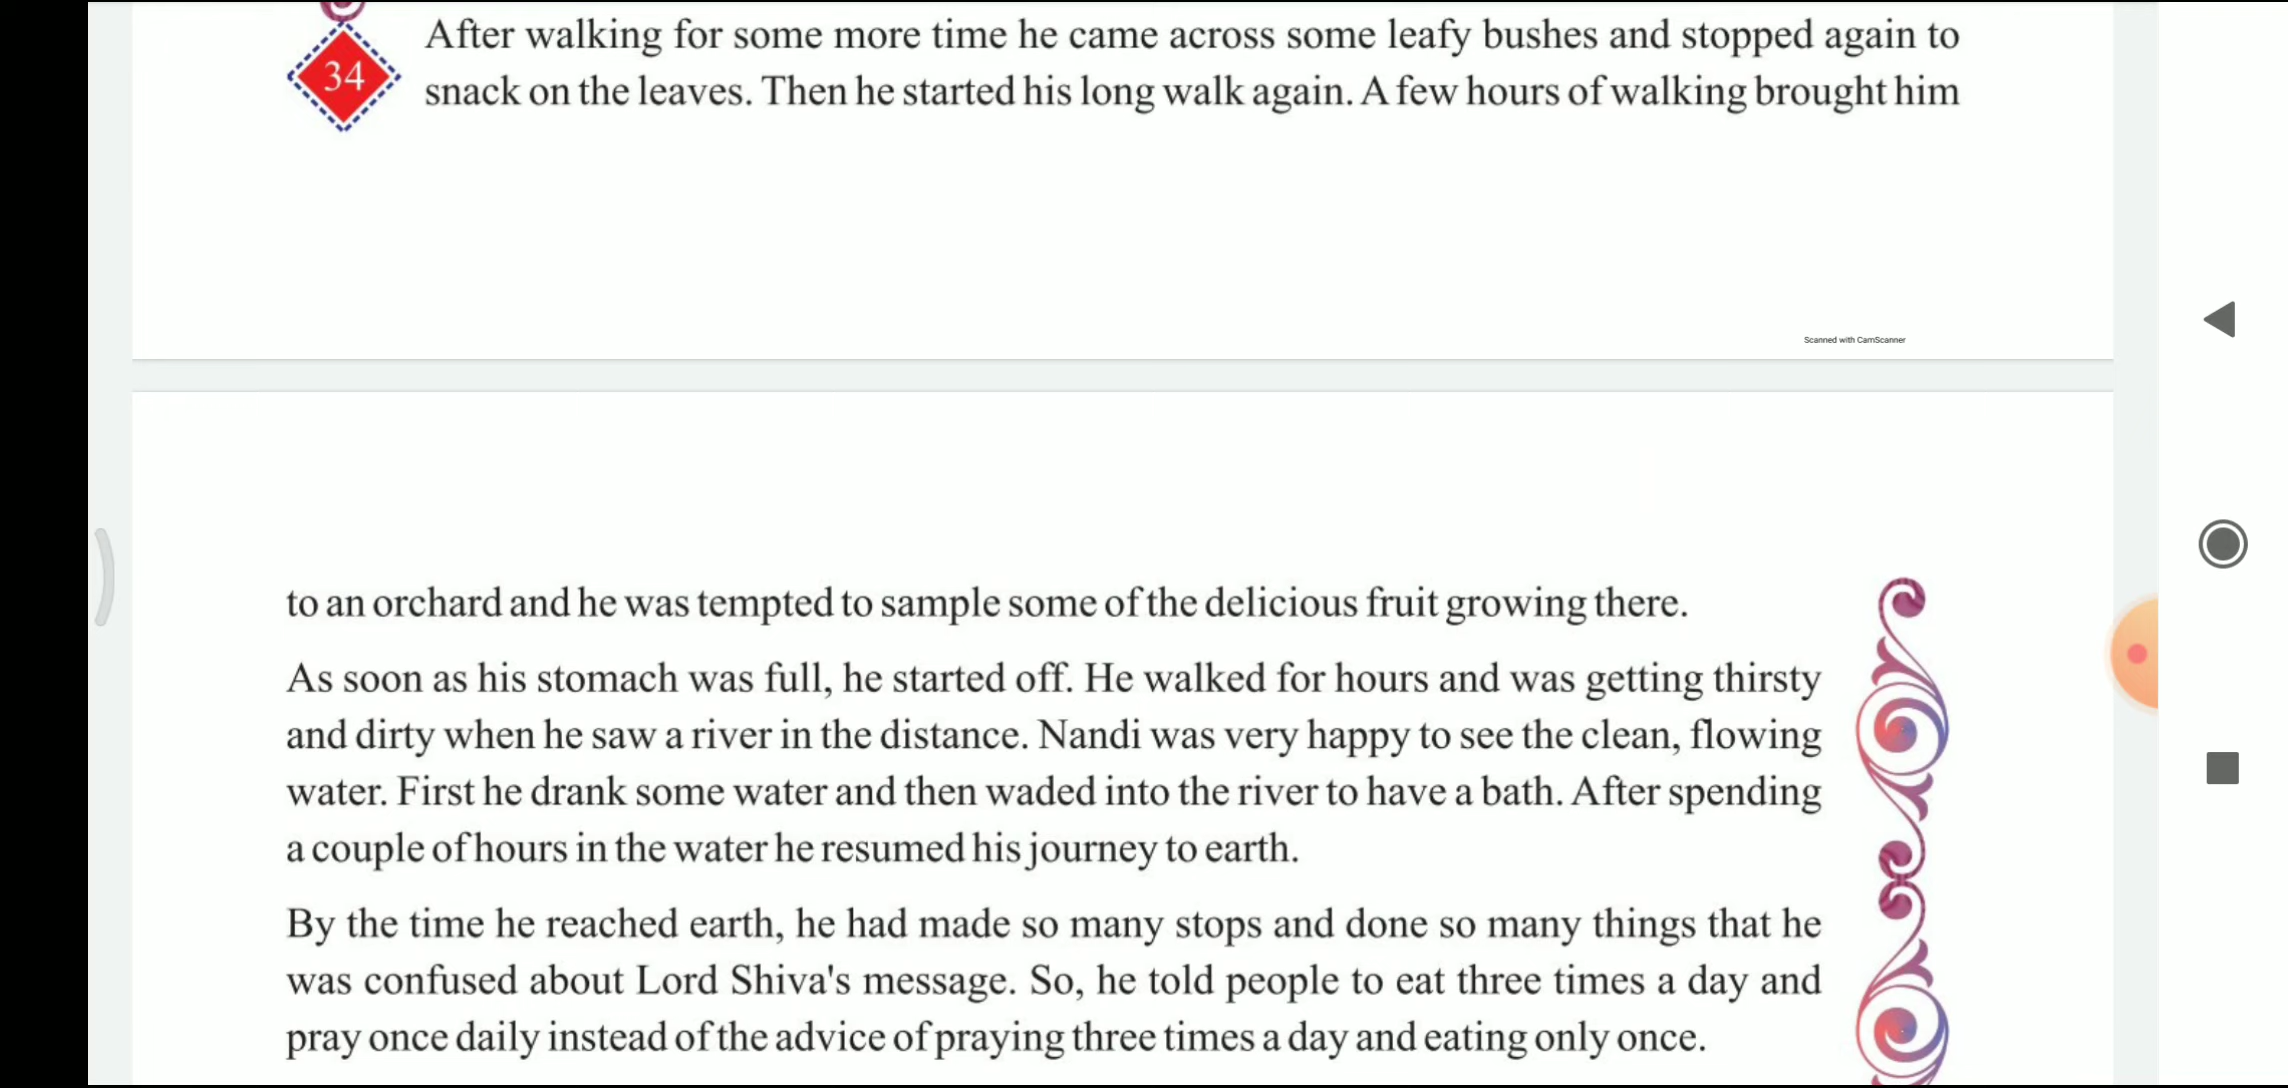 After walking for some more time he came across some leafy bushes and stopped again to
34
snack on the leaves. Then he started his long walk again. A few hours of walking brought him
Scanned with CamScanner
to an orchard and he was tempted to sample some of the delicious fruit growing there.
As soon as his stomach was full, he started off. He walked for hours and was getting thirsty
and dirty when he saw a river in the distance. Nandi was very happy to see the clean, flowing
water. First he drank some water and then waded into the river to have a bath. After spending
a couple of hours in the water he resumed his journey to earth.
By the time he reached earth, he had made so many stops and done so many things that he
was confused about Lord Shiva's message. So, he told people to eat three times a day and
pray once daily instead of the advice of praying three times a day and eating only once.